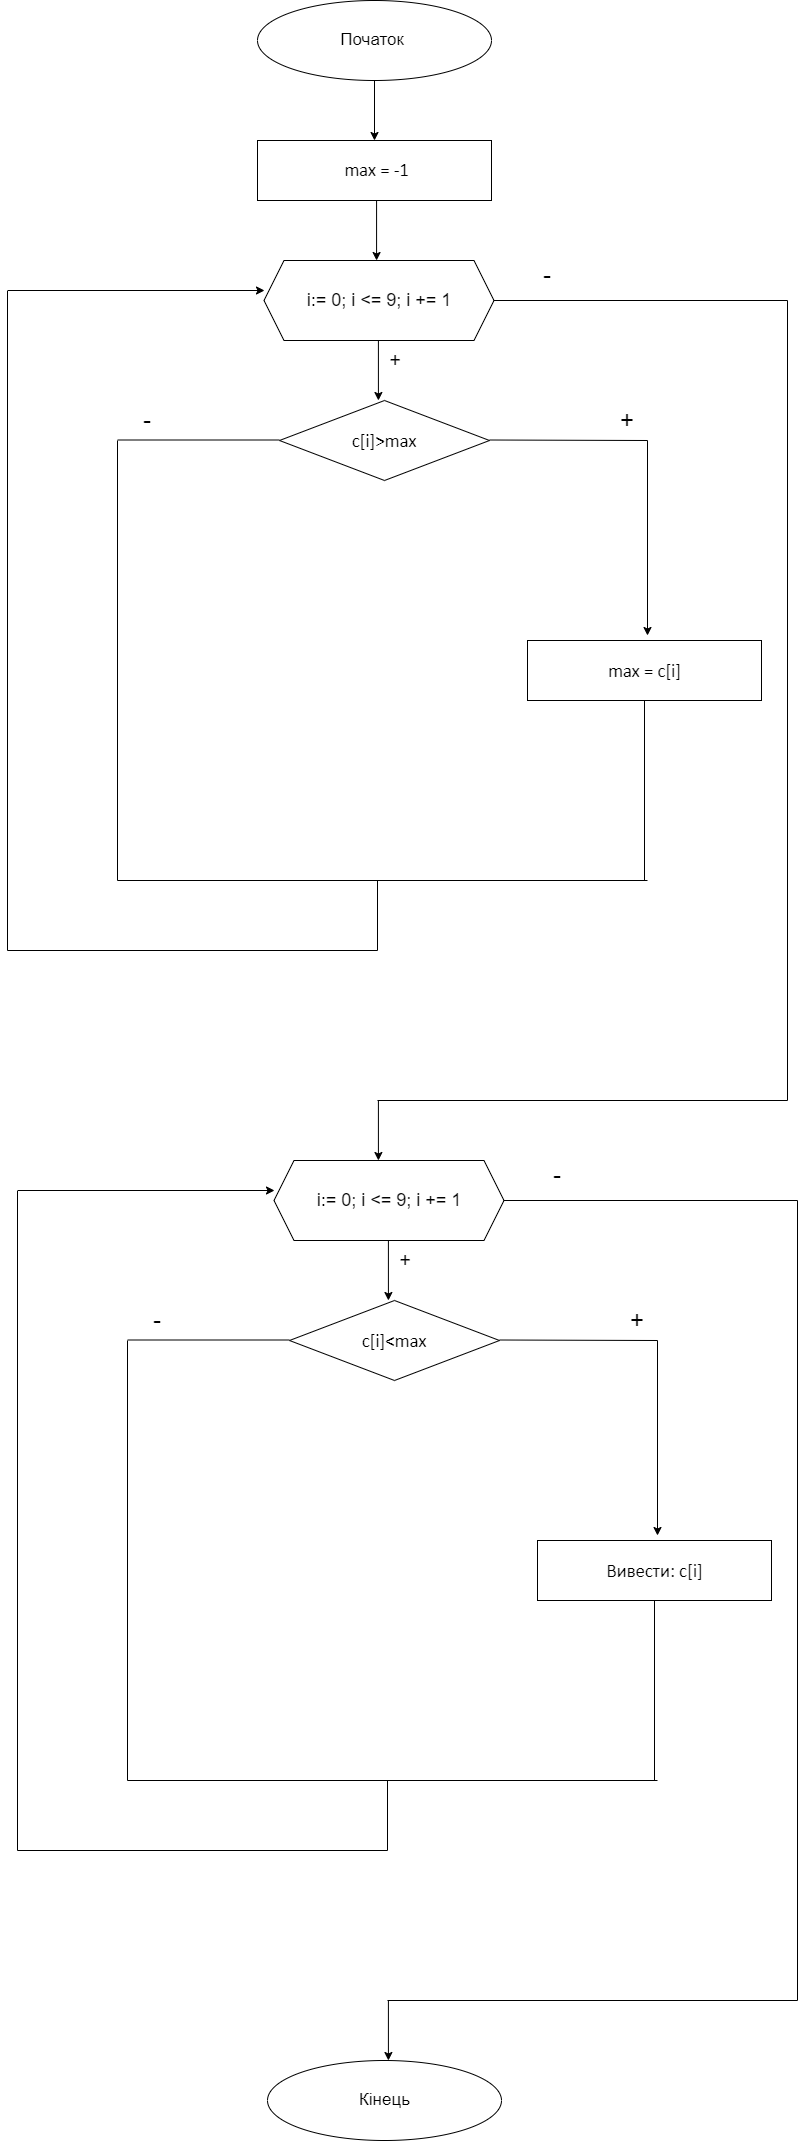 Початок
max = -1
i:= 0; i <= 9; i += 1
-
+
c[i]>max
-
+
max = c[i]
i:= 0; i <= 9; i += 1
-
+
c[i]<max
-
+
Вивести: c[i]
Кінець